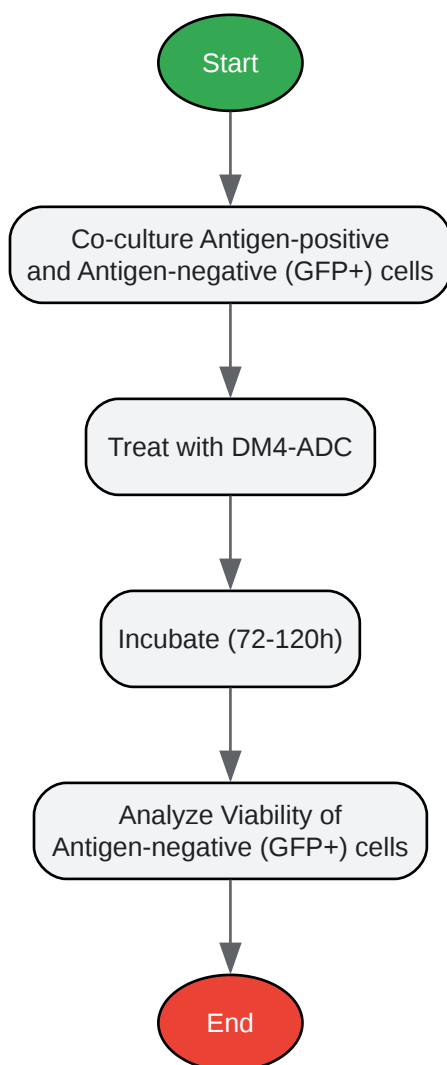 Start
Co-culture Antigen-positive
and Antigen-negative (GFP+) cells
Treat with DM4-ADC
Incubate (72-120h)
Analyze Viability of
Antigen-negative (GFP+) cells
End